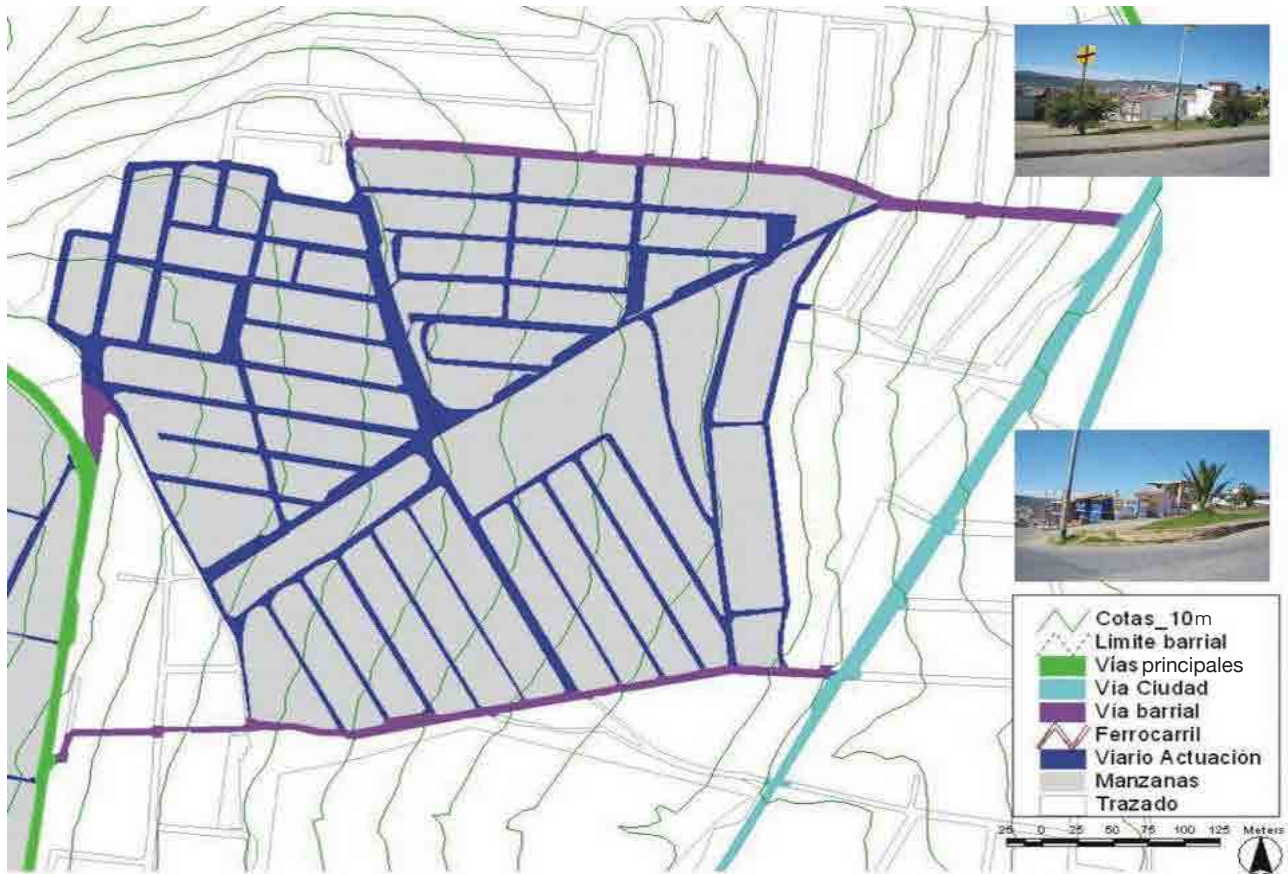 Cotas_10m
Limite barrial
Vías principales
Vía Ciudad
Vía barrial
Ferrocarril
Viario Actuación
Manzanas
Trazado
25 0 25 50 75 100 125 Meters